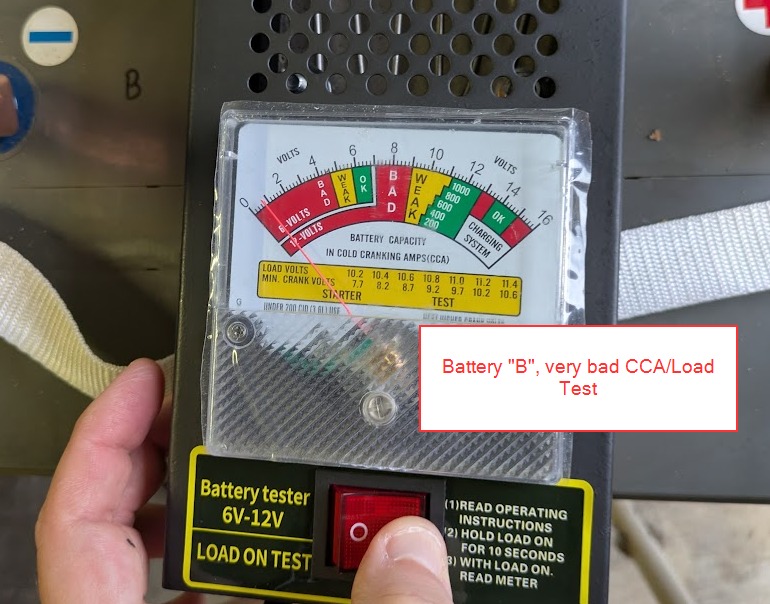 B
VOLTS
VOLTS
0 2 4 6 8 10 12 14 16
BAD
WEAK
OK
BAD
WEAK
1000
800
600
400
200
OK
6-VOLTS
12-VOLTS
CHARGING
SYSTEM
BATTERY CAPACITY
IN COLD CRANKING AMPS(CCA)
LOAD VOLTS 10.2 10.4 10.6 10.8 11.0 11.2 11.4
MIN. CRANK VOLTS 7.7 8.2 8.7 9.2 9.7 10.2 10.6
STARTER TEST
UNDER 200 CID
Battery "B", very bad CCA/Load
Test
Battery tester
6V-12V
LOAD ON TEST
(1)READ OPERATING
INSTRUCTIONS
(2) HOLD LOAD ON
FOR 10 SECONDS
(3) WITH LOAD ON.
READ METER